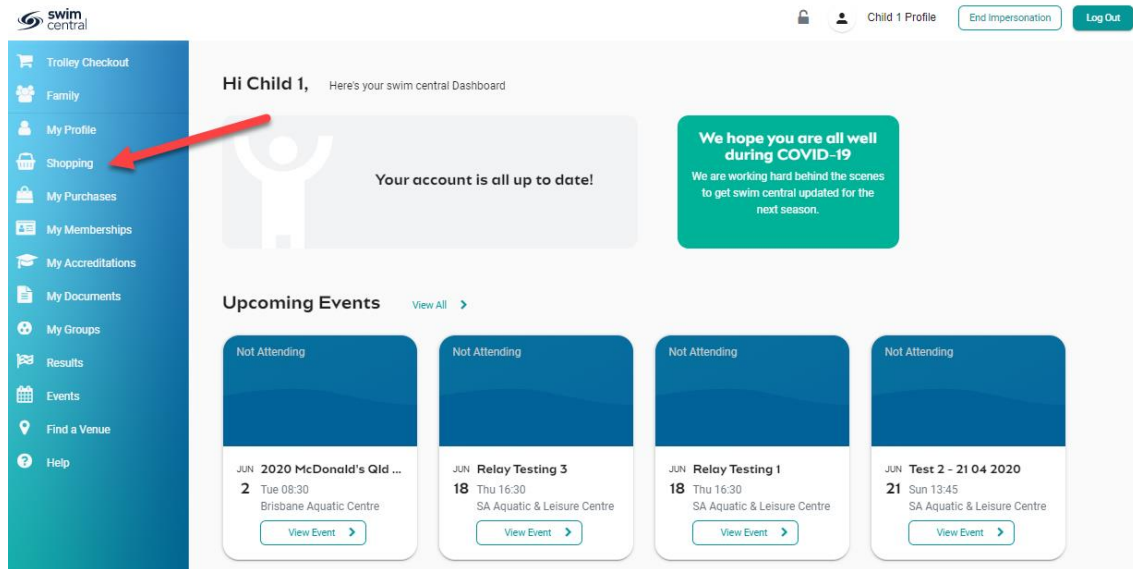 swim
central
Child 1 Profile
End Impersonation
Log Out
Trolley Checkout
Family
My Profile
Shopping
My Purchases
My Memberships
My Accreditations
My Documents
My Groups
Results
Events
Find a Venue
Help
Hi Child 1, Here's your swim central Dashboard
Your account is all up to date!
We hope you are all well
during COVID-19
We are working hard behind the scenes
to get swim central updated for the
next season.
Upcoming Events View All
Not Attending
JUN 2020 McDonald's Qld ...
2 Tue 08:30
Brisbane Aquatic Centre
View Event
Not Attending
JUN Relay Testing 3
18 Thu 16:30
SA Aquatic & Leisure Centre
View Event
Not Attending
JUN Relay Testing 1
18 Thu 16:30
SA Aquatic & Leisure Centre
View Event
Not Attending
JUN Test 2 - 21 04 2020
21 Sun 13:45
SA Aquatic & Leisure Centre
View Event